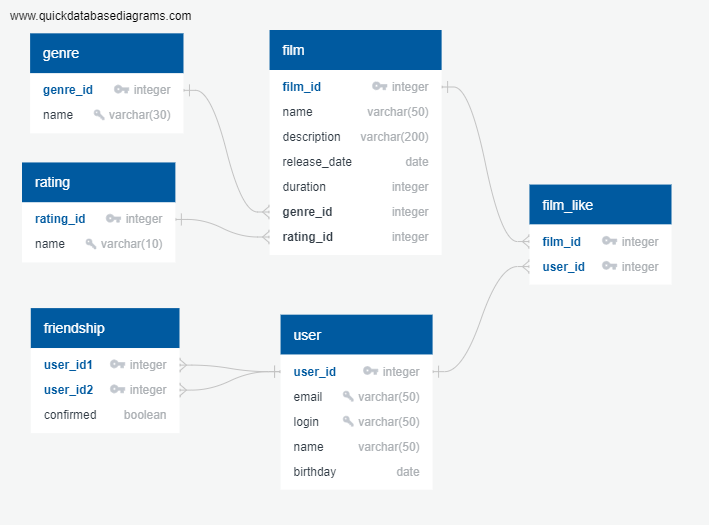 www.quickdatabasediagrams.com
genre
genre_id integer
name varchar(30)
film
film_id integer
name varchar(50)
description varchar(200)
release_date date
duration integer
genre_id integer
rating_id integer
rating
rating_id integer
name varchar(10)
film_like
film_id integer
user_id integer
friendship
user_id1 integer
user_id2 integer
confirmed boolean
user
user_id integer
email varchar(50)
login varchar(50)
name varchar(50)
birthday date